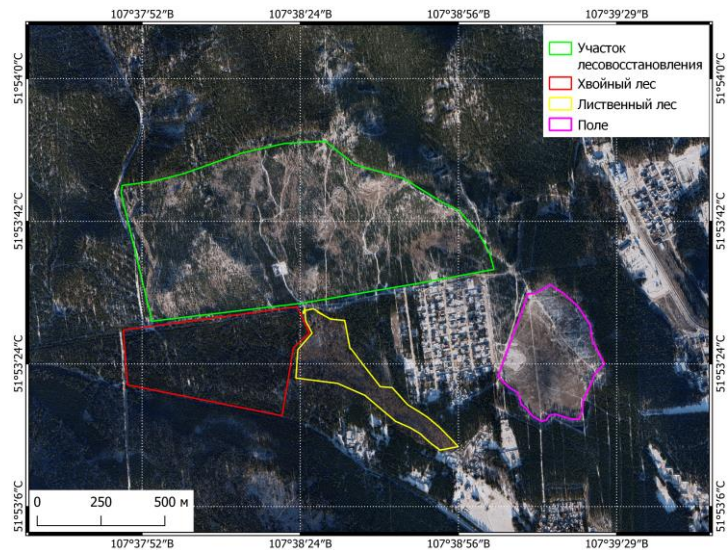 107°37′52″В 107°38′24″В 107°38′56″В 107°39′29″В
51°54′0″С
51°54′0″С
Участок
лесовосстановления
Хвойный лес
Лиственный лес
Поле
51°53′42″С
51°53′42″С
51°53′24″С
51°53′24″С
51°53′6″С
51°53′6″С
0 250 500 м
107°37′52″В 107°38′24″В 107°38′56″В 107°39′29″В